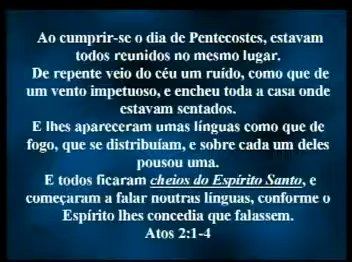 Ao cumprir-se o dia de Pentecostes, estavam
todos reunidos no mesmo lugar.
De repente veio do céu um ruído, como que de
um vento impetuoso, e encheu toda a casa onde
estavam sentados.
E lhes apareceram umas línguas como que de
fogo, que se distribuíam, e sobre cada um deles
pousou uma.
E todos ficaram cheios do Espírito Santo, e
começaram a falar noutras línguas, conforme o
Espírito lhes concedia que falassem.
Atos 2:1-4